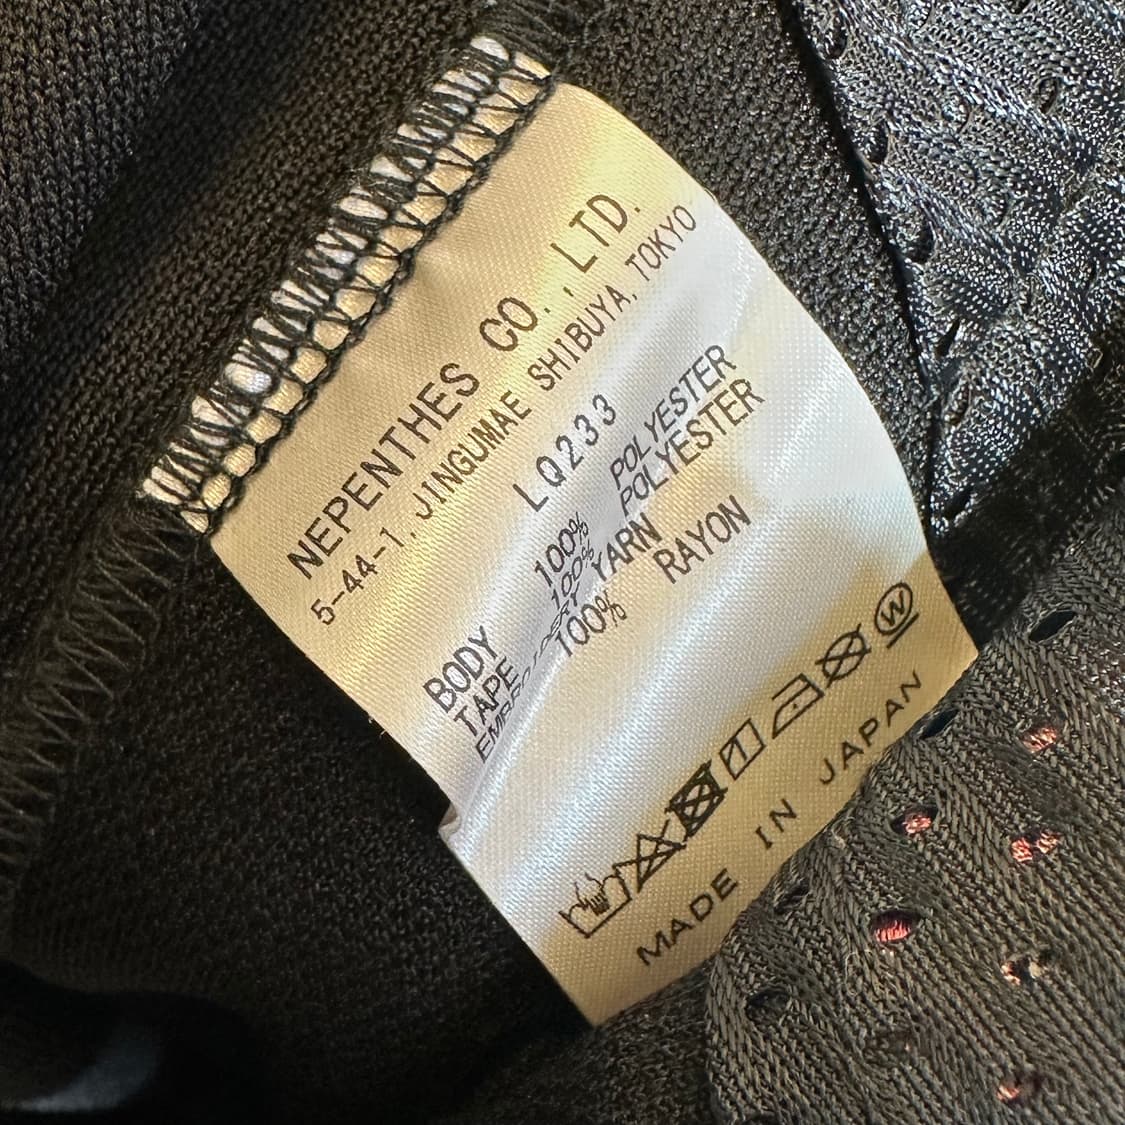 NEPENTHES CO.,LTD.
5-44-1, JINGUMAE SHIBUYA, TOKYO
LQ233
BODY 100% POLYESTER
TAPE 100% POLYESTER
EMBROIDERY YARN
100% RAYON
W
MADE IN JAPAN